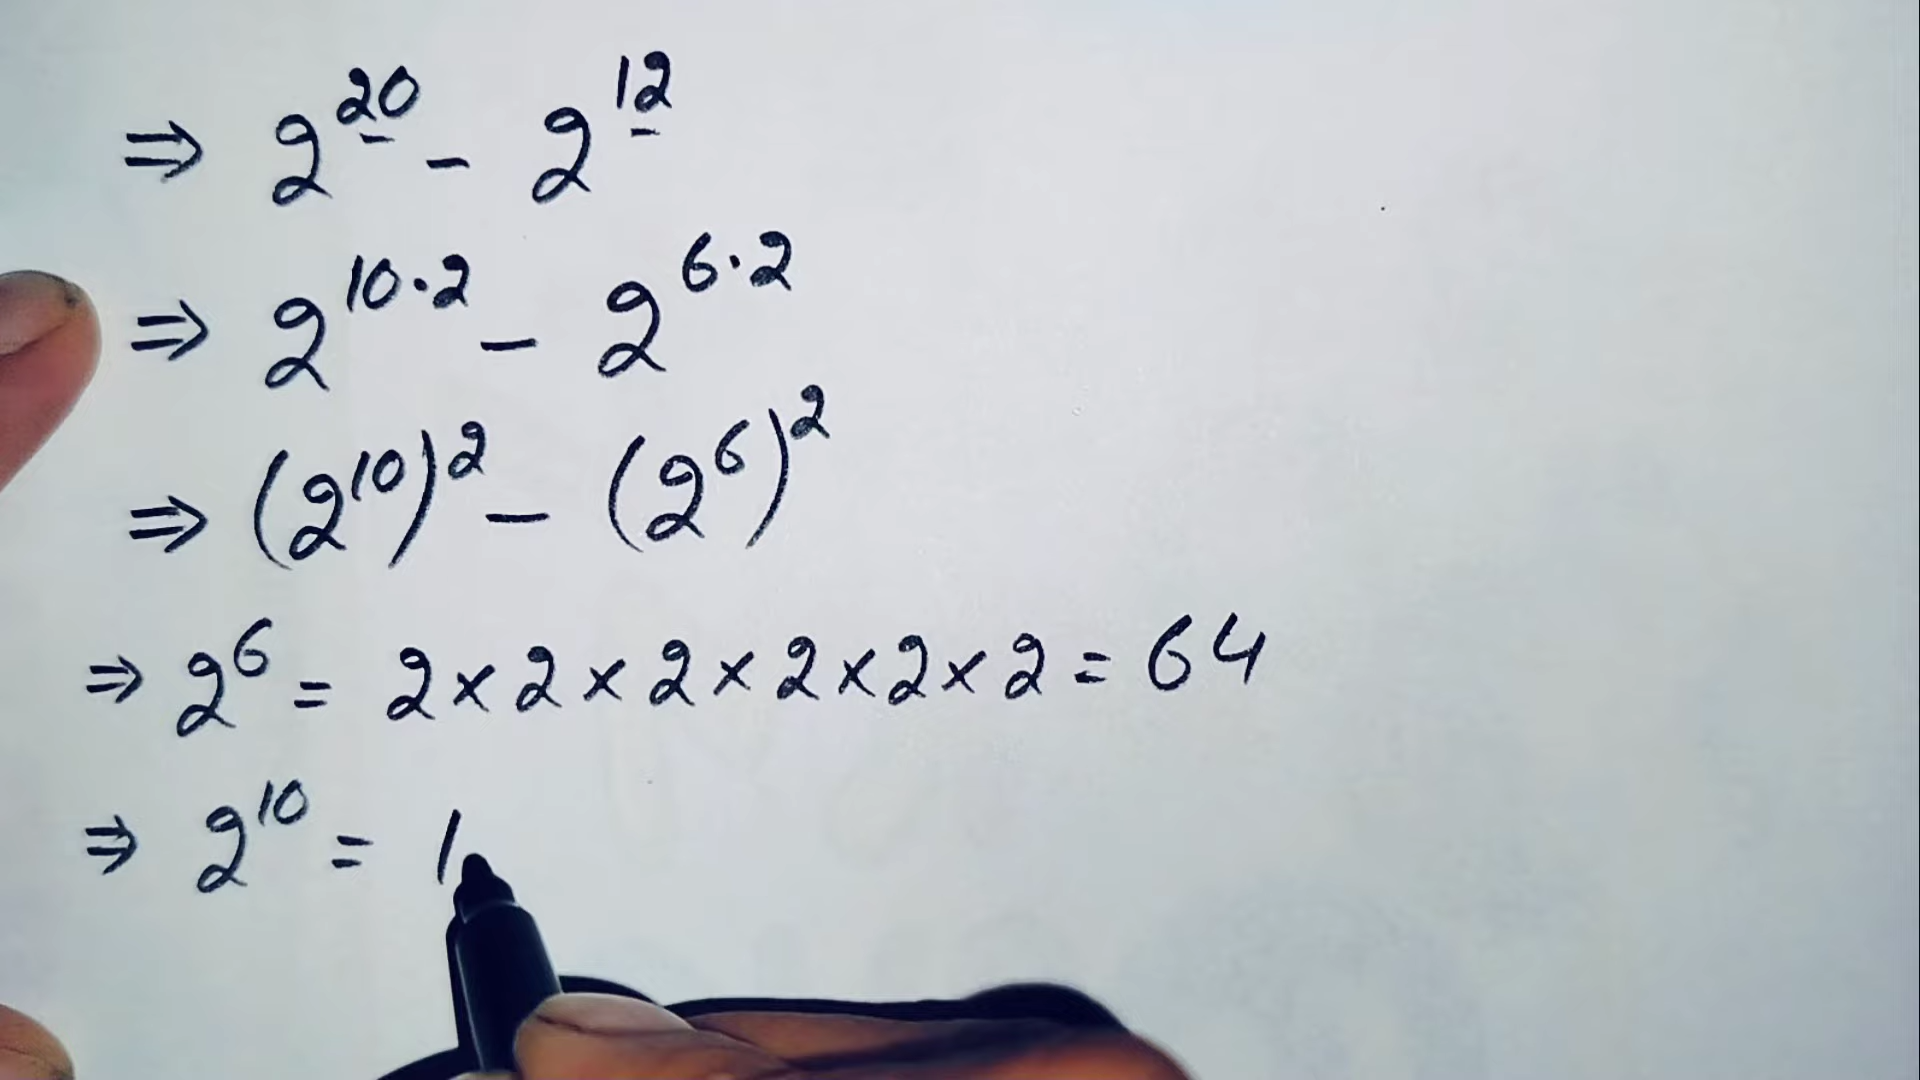 ⇒ 2^20 - 2^12
⇒ 2^10·2 - 2^6·2
⇒ (2^10)^2 - (2^6)^2
⇒ 2^6 = 2 × 2 × 2 × 2 × 2 × 2 = 64
⇒ 2^10 = 1